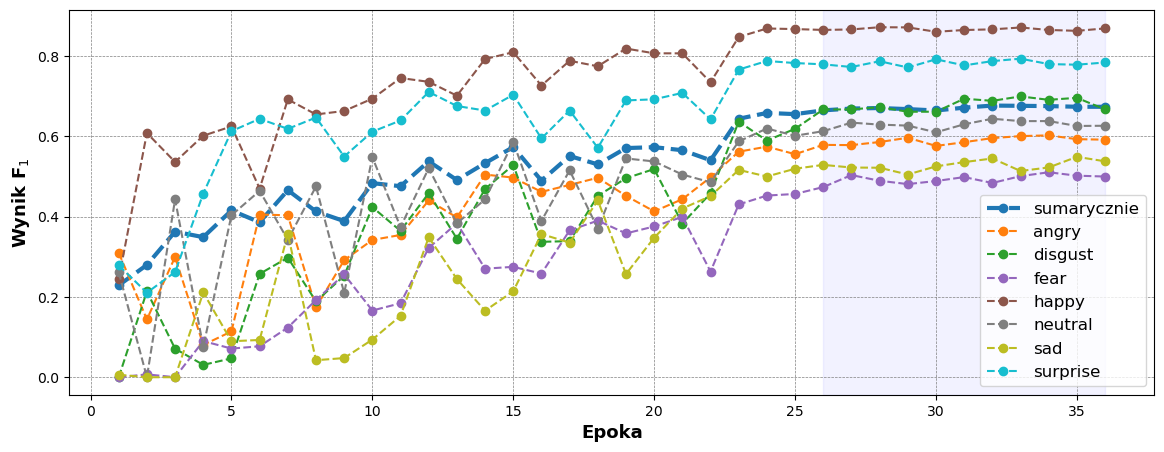 Wynik F₁
0.8
0.6
0.4
0.2
0.0
0
5
10
15
20
25
30
35
Epoka
sumarycznie
angry
disgust
fear
happy
neutral
sad
surprise